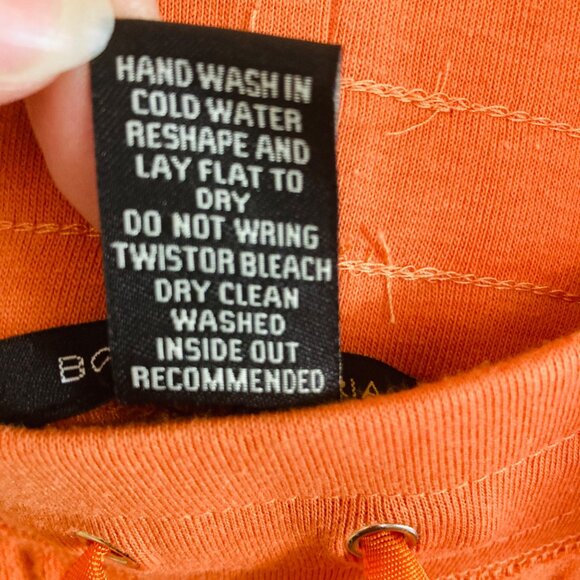 HAND WASH IN
COLD WATER
RESHAPE AND
LAY FLAT TO
DRY
DO NOT WRING
TWISTOR BLEACH
DRY CLEAN
WASHED
INSIDE OUT
RECOMMENDED